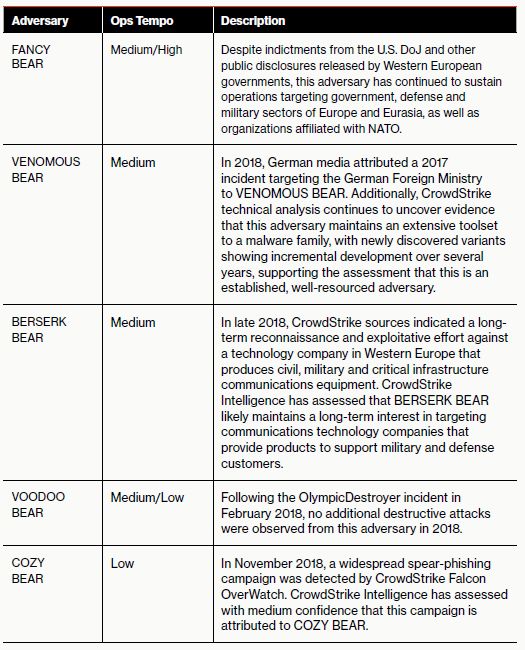 Adversary Ops Tempo Description
FANCY BEAR
Medium/High
Despite indictments from the U.S. DoJ and other
public disclosures released by Western European
governments, this adversary has continued to sustain
operations targeting government, defense and
military sectors of Europe and Eurasia, as well as
organizations affiliated with NATO.
VENOMOUS BEAR
Medium
In 2018, German media attributed a 2017
incident targeting the German Foreign Ministry
to VENOMOUS BEAR. Additionally, CrowdStrike
technical analysis continues to uncover evidence
that this adversary maintains an extensive toolset
to a malware family, with newly discovered variants
showing incremental development over several
years, supporting the assessment that this is an
established, well-resourced adversary.
BERSERK BEAR
Medium
In late 2018, CrowdStrike sources indicated a long-
term reconnaissance and exploitative effort against
a technology company in Western Europe that
produces civil, military and critical infrastructure
communications equipment. CrowdStrike
Intelligence has assessed that BERSERK BEAR
likely maintains a long-term interest in targeting
communications technology companies that
provide products to support military and defense
customers.
VOODOO BEAR
Medium/Low
Following the OlympicDestroyer incident in
February 2018, no additional destructive attacks
were observed from this adversary in 2018.
COZY BEAR
Low
In November 2018, a widespread spear-phishing
campaign was detected by CrowdStrike Falcon
OverWatch. CrowdStrike Intelligence has assessed
with medium confidence that this campaign is
attributed to COZY BEAR.